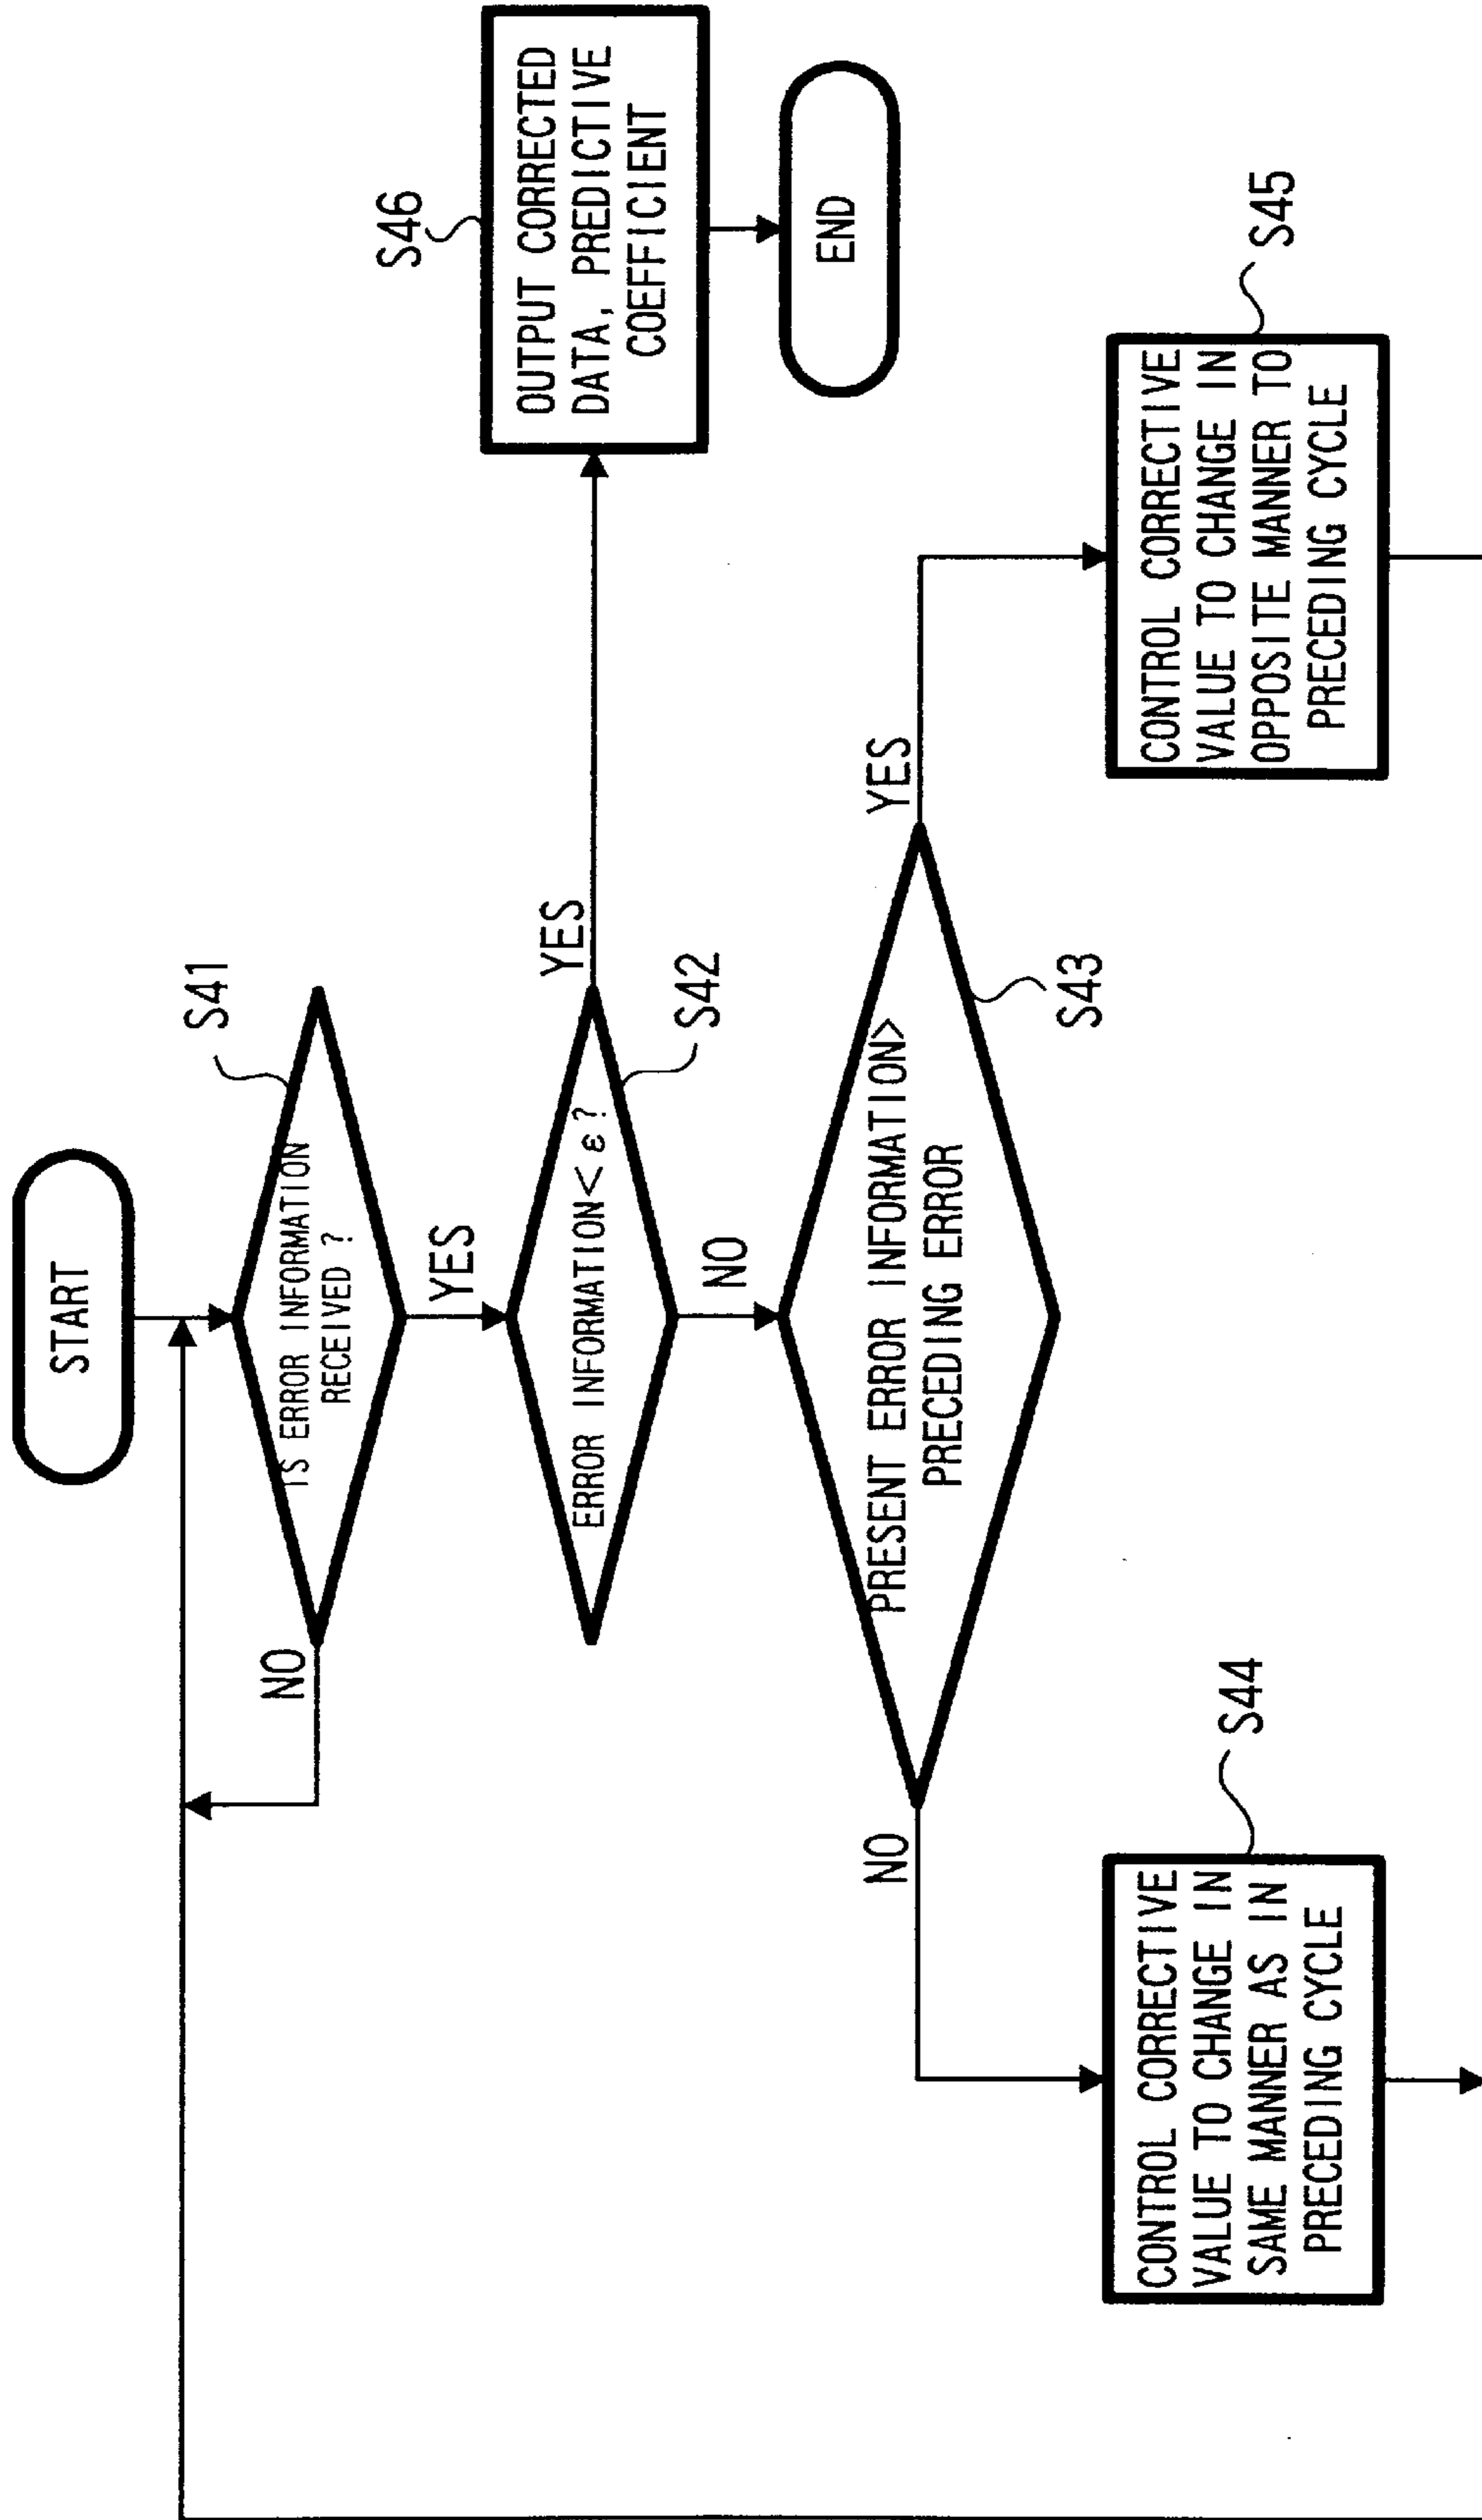 START
S41
IS ERROR INFORMATION
RECEIVED ?
NO
YES
S46
OUTPUT CORRECTED
DATA, PREDICTIVE
COEFFICIENT
YES
ERROR INFORMATION< ε ?
S42
NO
END
PRESENT ERROR INFORMATION>
PRECEDING ERROR
YES
NO
S43
S44
CONTROL CORRECTIVE
VALUE TO CHANGE IN
SAME MANNER AS IN
PRECEDING CYCLE
S45
CONTROL CORRECTIVE
VALUE TO CHANGE IN
OPPOSITE MANNER TO
PRECEDING CYCLE